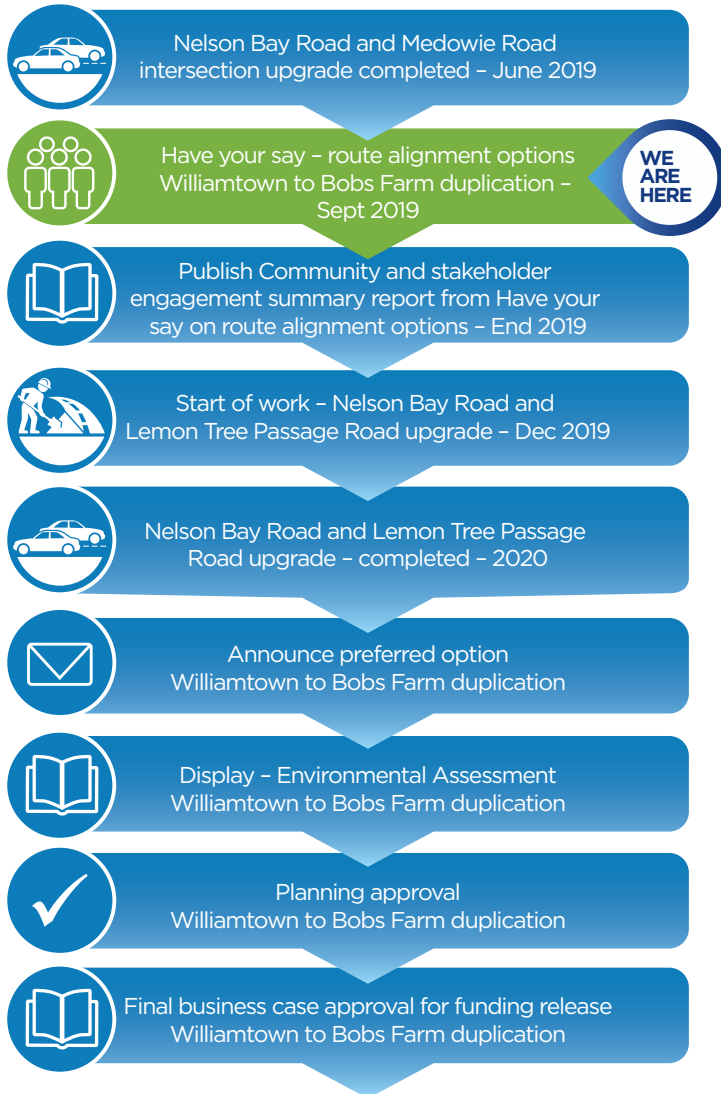 Nelson Bay Road and Medowie Road
intersection upgrade completed – June 2019
Have your say – route alignment options
Williamtown to Bobs Farm duplication –
Sept 2019
WE
ARE
HERE
Publish Community and stakeholder
engagement summary report from Have your
say on route alignment options – End 2019
Start of work – Nelson Bay Road and
Lemon Tree Passage Road upgrade – Dec 2019
Nelson Bay Road and Lemon Tree Passage
Road upgrade – completed – 2020
Announce preferred option
Williamtown to Bobs Farm duplication
Display – Environmental Assessment
Williamtown to Bobs Farm duplication
Planning approval
Williamtown to Bobs Farm duplication
Final business case approval for funding release
Williamtown to Bobs Farm duplication